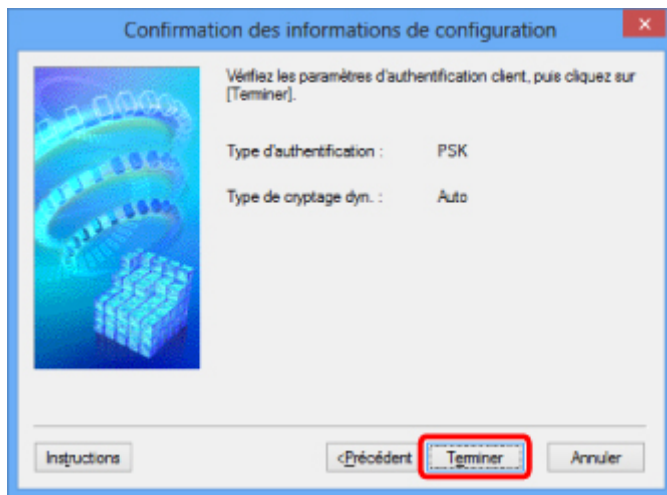 Confirmation des informations de configuration
Vérifiez les paramètres d'authentification client, puis cliquez sur
[Terminer].
Type d'authentification : PSK
Type de cryptage dyn. : Auto
Instructions <Précédent Terminer Annuler